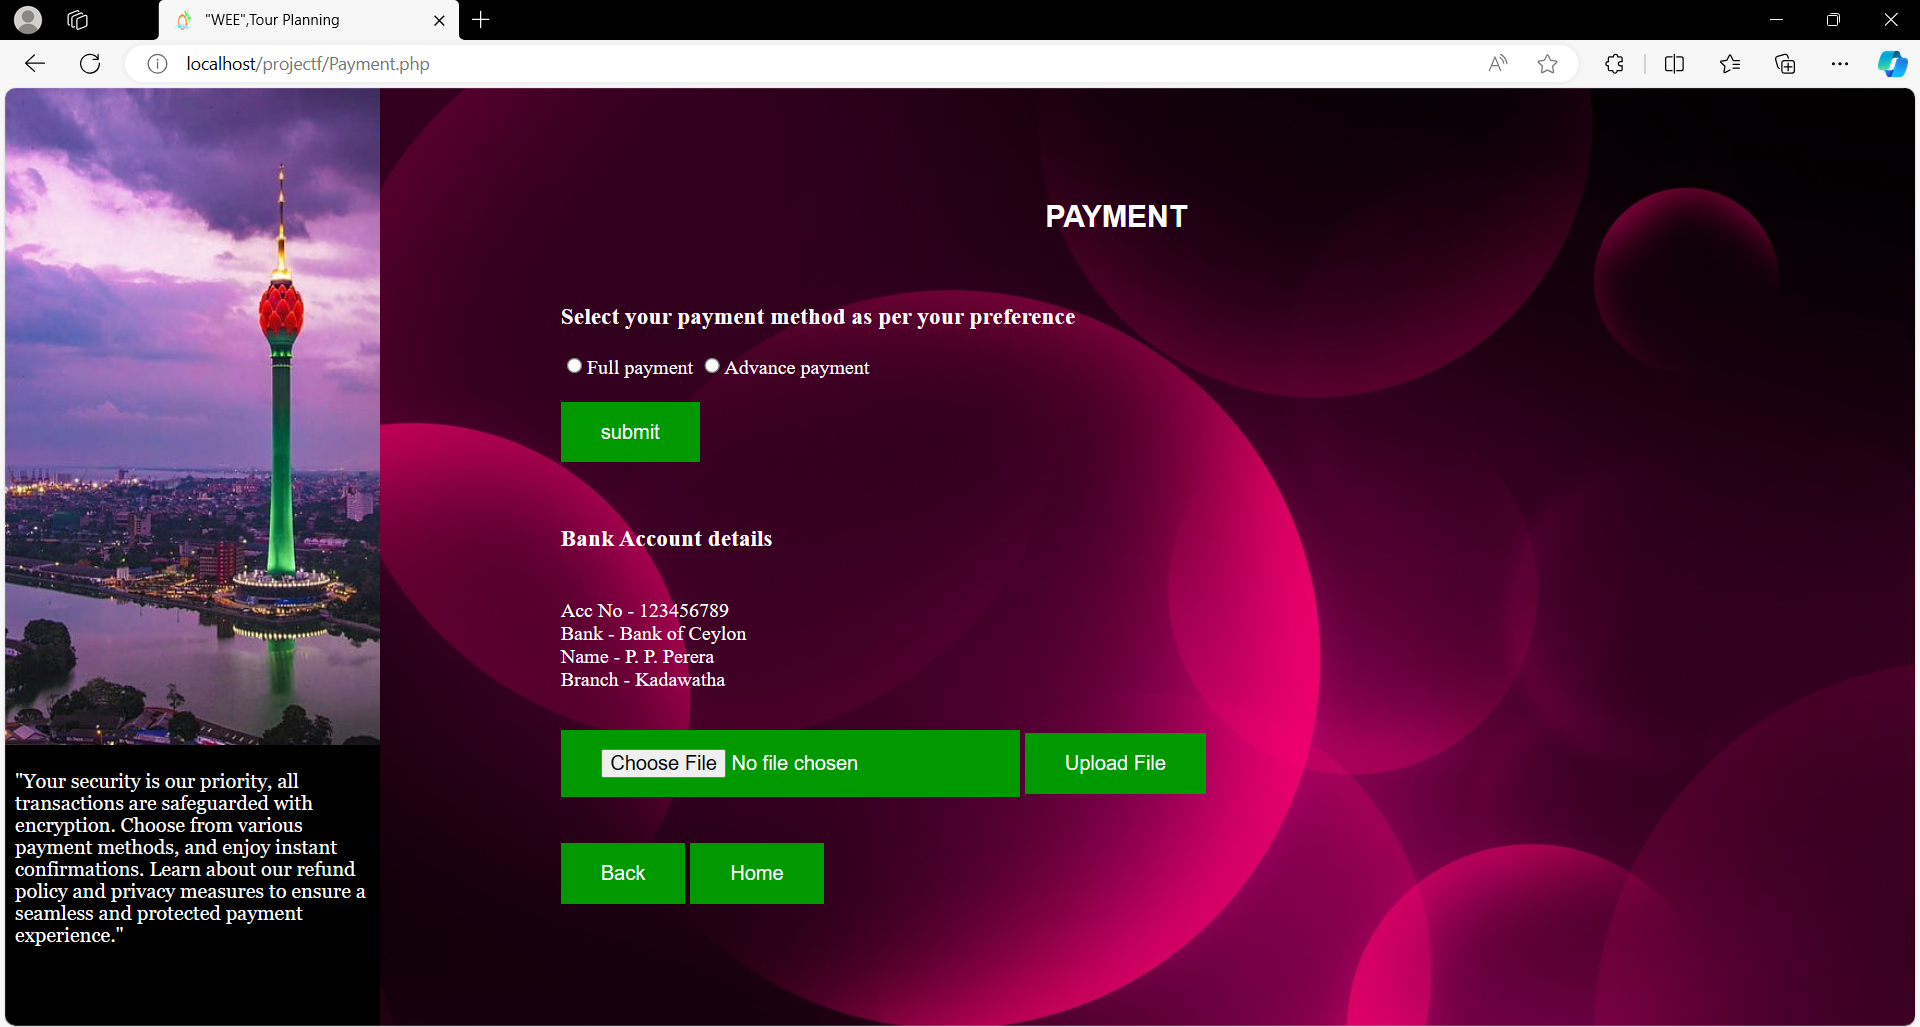 "WEE",Tour Planning
localhost/projectf/Payment.php
PAYMENT
Select your payment method as per your preference
Full payment Advance payment
submit
Bank Account details
Acc No - 123456789
Bank - Bank of Ceylon
Name - P. P. Perera
Branch - Kadawatha
Choose File No file chosen Upload File
Back Home
"Your security is our priority, all
transactions are safeguarded with
encryption. Choose from various
payment methods, and enjoy instant
confirmations. Learn about our refund
policy and privacy measures to ensure a
seamless and protected payment
experience."